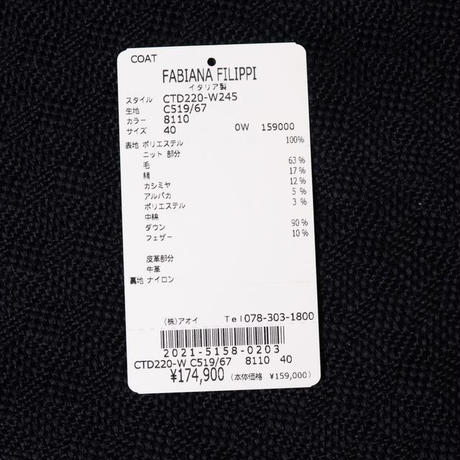 COAT
FABIANA FILIPPI
イタリア製
スタイル CTD220-W245
生地 C519/67
カラー 8110
サイズ 40 OW 159000
表地 ポリエステル 100%
ニット 部分
毛 63%
絹 17%
カシミヤ 12%
アルパカ 5%
ポリエステル 3%
中綿
ダウン 90%
フェザー 10%
皮革部分
牛革
裏地 ナイロン
(株)アオイ Tel 078-303-1800
2021-5158-0203
CTD220-W C519/67 8110 40
¥174,900 (本体価格 ¥159,000)